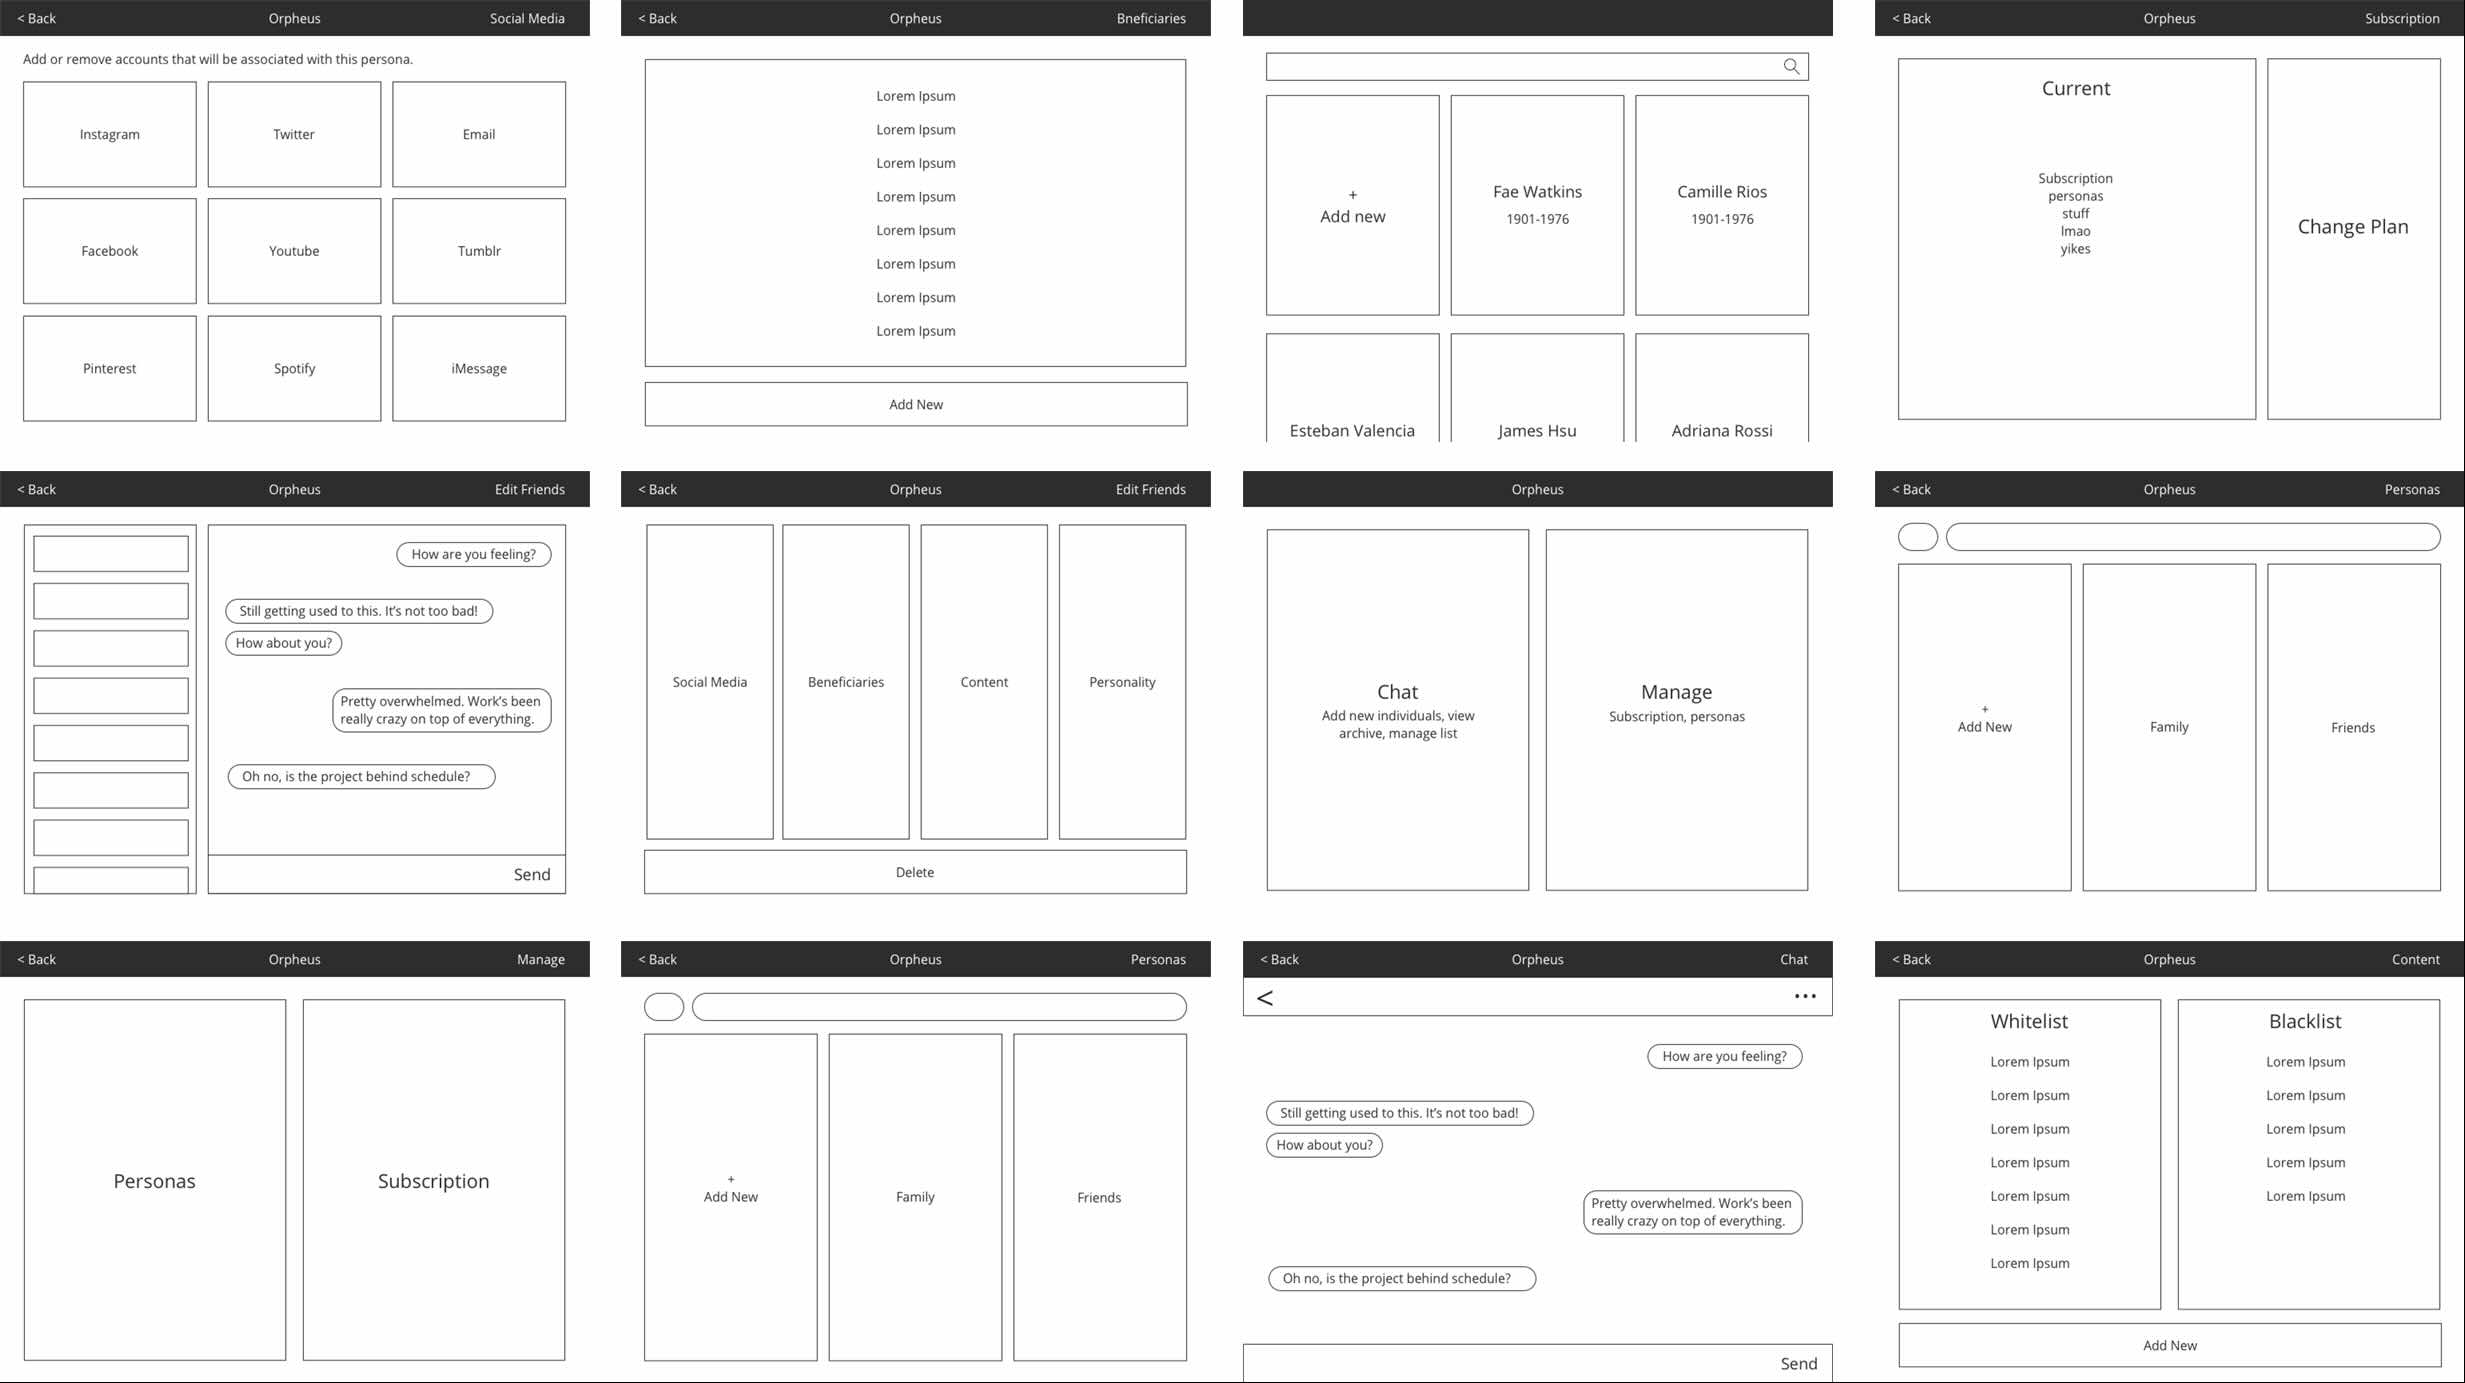 < Back Orpheus Social Media
Add or remove accounts that will be associated with this persona.
Instagram Twitter Email
Facebook Youtube Tumblr
Pinterest Spotify iMessage
< Back Orpheus Bneficiaries
Lorem Ipsum
Lorem Ipsum
Lorem Ipsum
Lorem Ipsum
Lorem Ipsum
Lorem Ipsum
Lorem Ipsum
Lorem Ipsum
Add New
+
Add new
Fae Watkins
1901-1976
Camille Rios
1901-1976
Esteban Valencia James Hsu Adriana Rossi
< Back Orpheus Subscription
Current
Subscription
personas
stuff
lmao
yikes
Change Plan
< Back Orpheus Edit Friends
How are you feeling?
Still getting used to this. It's not too bad!
How about you?
Pretty overwhelmed. Work's been
really crazy on top of everything.
Oh no, is the project behind schedule?
Send
< Back Orpheus Edit Friends
Social Media Beneficiaries Content Personality
Delete
Orpheus
Chat
Add new individuals, view
archive, manage list
Manage
Subscription, personas
< Back Orpheus Personas
+
Add New
Family
Friends
< Back Orpheus Manage
Personas Subscription
< Back Orpheus Personas
+
Add New
Family
Friends
< Back Orpheus Chat
< ...
How are you feeling?
Still getting used to this. It's not too bad!
How about you?
Pretty overwhelmed. Work's been
really crazy on top of everything.
Oh no, is the project behind schedule?
Send
< Back Orpheus Content
Whitelist
Lorem Ipsum
Lorem Ipsum
Lorem Ipsum
Lorem Ipsum
Lorem Ipsum
Lorem Ipsum
Lorem Ipsum
Blacklist
Lorem Ipsum
Lorem Ipsum
Lorem Ipsum
Lorem Ipsum
Lorem Ipsum
Add New